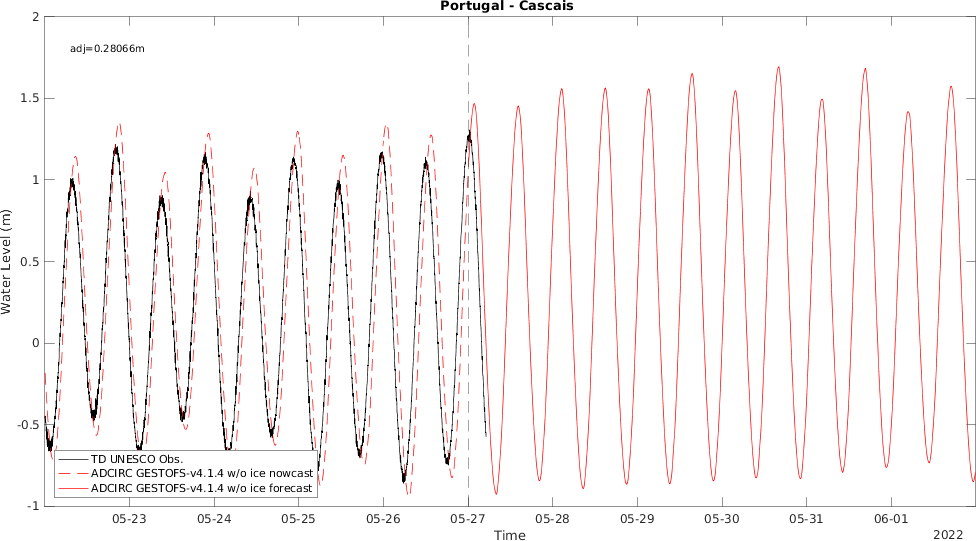 Portugal - Cascais
adj=0.28066m
Water Level (m)
2
1.5
1
0.5
0
-0.5
-1
TD UNESCO Obs.
ADCIRC GESTOFS-v4.1.4 w/o ice nowcast
ADCIRC GESTOFS-v4.1.4 w/o ice forecast
05-23 05-24 05-25 05-26 05-27 05-28 05-29 05-30 05-31 06-01
Time
2022